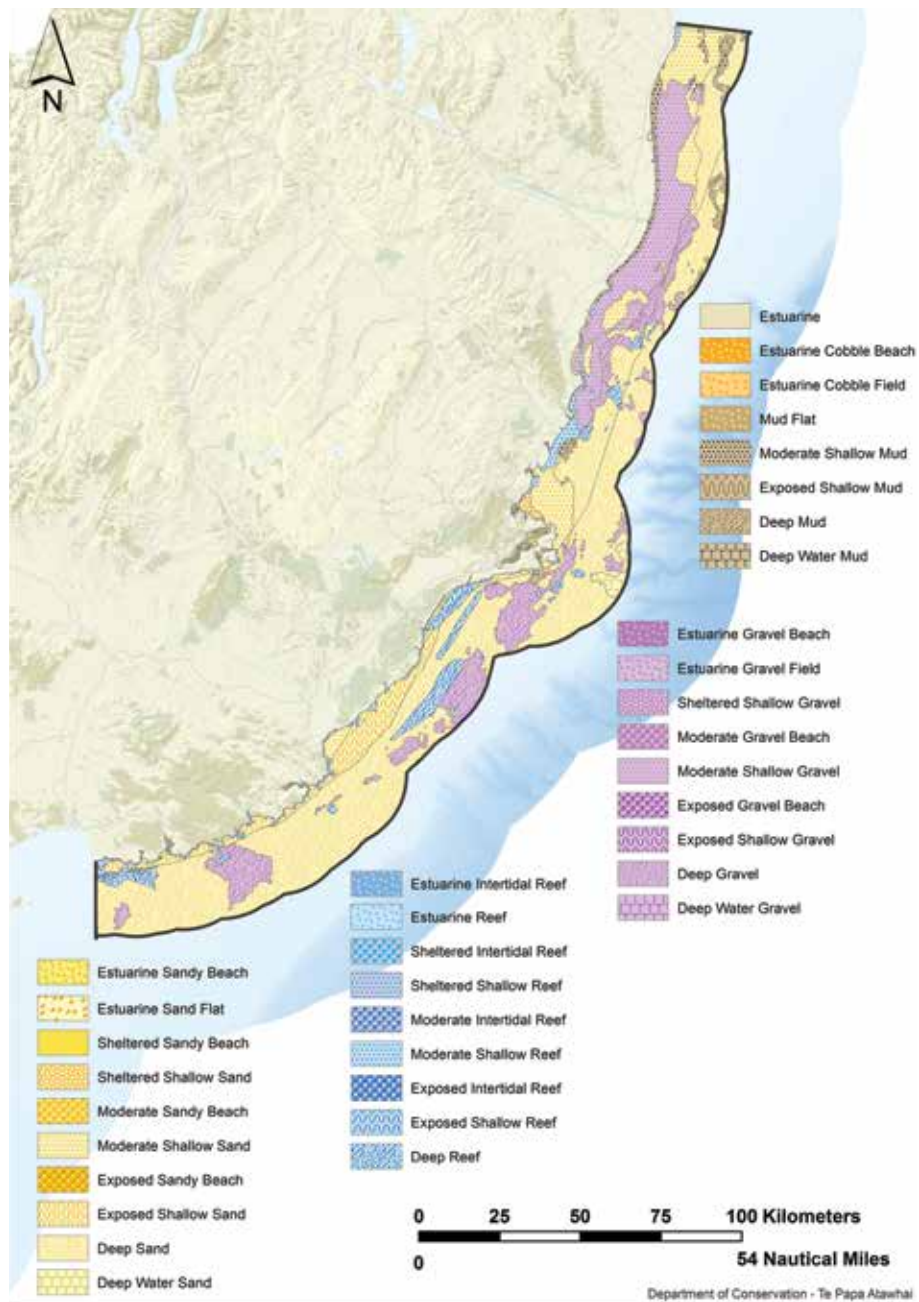 N
Estuarine
Estuarine Cobble Beach
Estuarine Cobble Field
Mud Flat
Moderate Shallow Mud
Exposed Shallow Mud
Deep Mud
Deep Water Mud
Estuarine Gravel Beach
Estuarine Gravel Field
Sheltered Shallow Gravel
Moderate Gravel Beach
Moderate Shallow Gravel
Exposed Gravel Beach
Exposed Shallow Gravel
Deep Gravel
Deep Water Gravel
Estuarine Intertidal Reef
Estuarine Reef
Sheltered Intertidal Reef
Sheltered Shallow Reef
Moderate Intertidal Reef
Moderate Shallow Reef
Exposed Intertidal Reef
Exposed Shallow Reef
Deep Reef
Estuarine Sandy Beach
Estuarine Sand Flat
Sheltered Sandy Beach
Sheltered Shallow Sand
Moderate Sandy Beach
Moderate Shallow Sand
Exposed Sandy Beach
Exposed Shallow Sand
Deep Sand
Deep Water Sand
0 25 50 75 100 Kilometers
0 54 Nautical Miles
Department of Conservation - Te Papa Atawhai